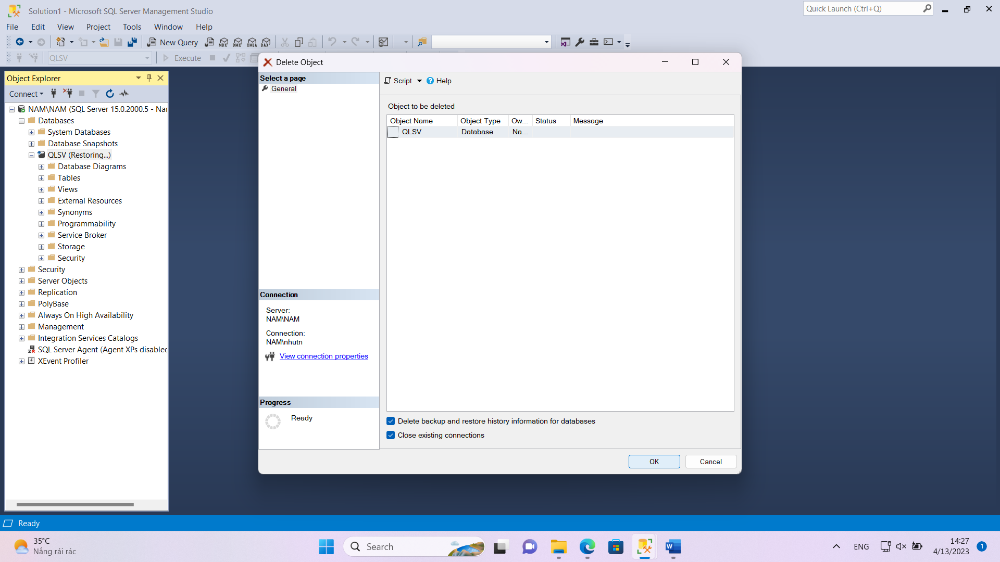 Solution1 - Microsoft SQL Server Management Studio
Quick Launch (Ctrl+Q)
File Edit View Project Tools Window Help
New Query MDX DMX XMLA DAX
QLSV Execute
Delete Object
Object Explorer
Connect
NAM\NAM (SQL Server 15.0.2000.5 - Nar
Databases
System Databases
Database Snapshots
QLSV (Restoring...)
Database Diagrams
Tables
Views
External Resources
Synonyms
Programmability
Service Broker
Storage
Security
Security
Server Objects
Replication
PolyBase
Always On High Availability
Management
Integration Services Catalogs
SQL Server Agent (Agent XPs disabled
XEvent Profiler
Select a page
General
Connection
Server:
NAM\NAM
Connection:
NAM\nhutn
View connection properties
Progress
Ready
Script Help
Object to be deleted
Object Name Object Type Ow... Status Message
QLSV Database Na...
Delete backup and restore history information for databases
Close existing connections
OK Cancel
Ready
35°C
Nắng rải rác
Search
W
ENG
14:27
4/13/2023
1